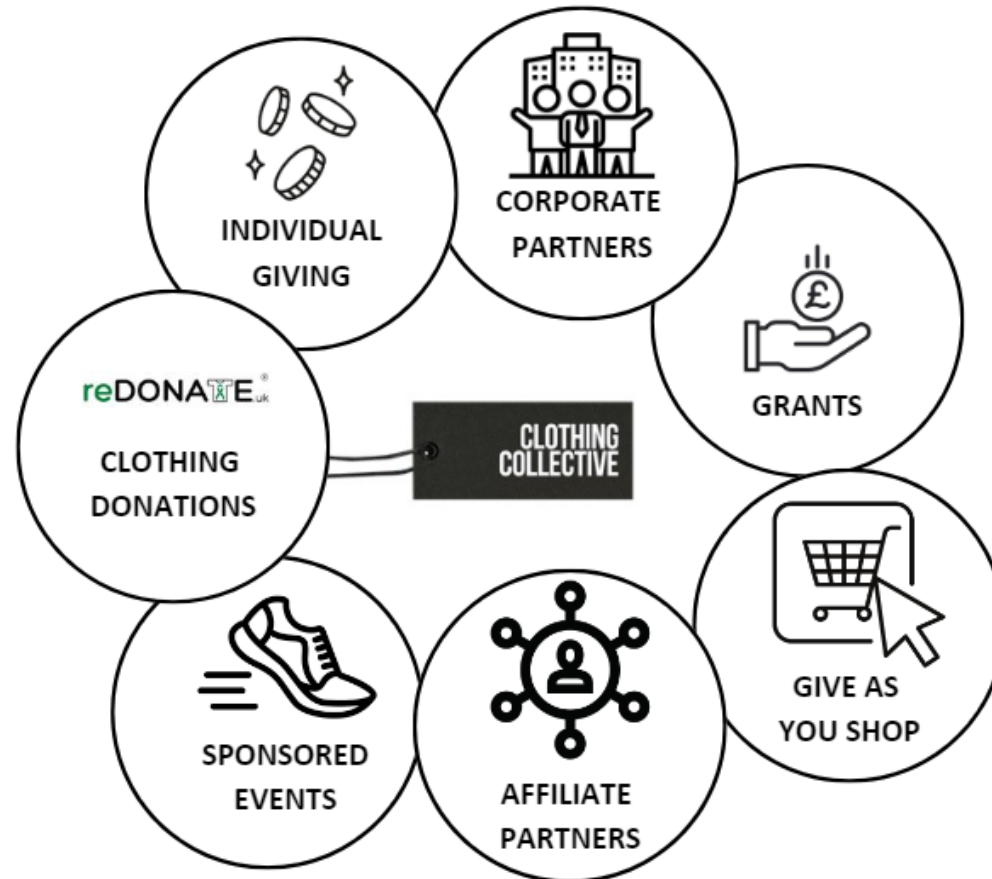 CORPORATE
PARTNERS
INDIVIDUAL
GIVING
£
GRANTS
reDONATE.uk®
CLOTHING
DONATIONS
CLOTHING
COLLECTIVE
GIVE AS
YOU SHOP
SPONSORED
EVENTS
AFFILIATE
PARTNERS